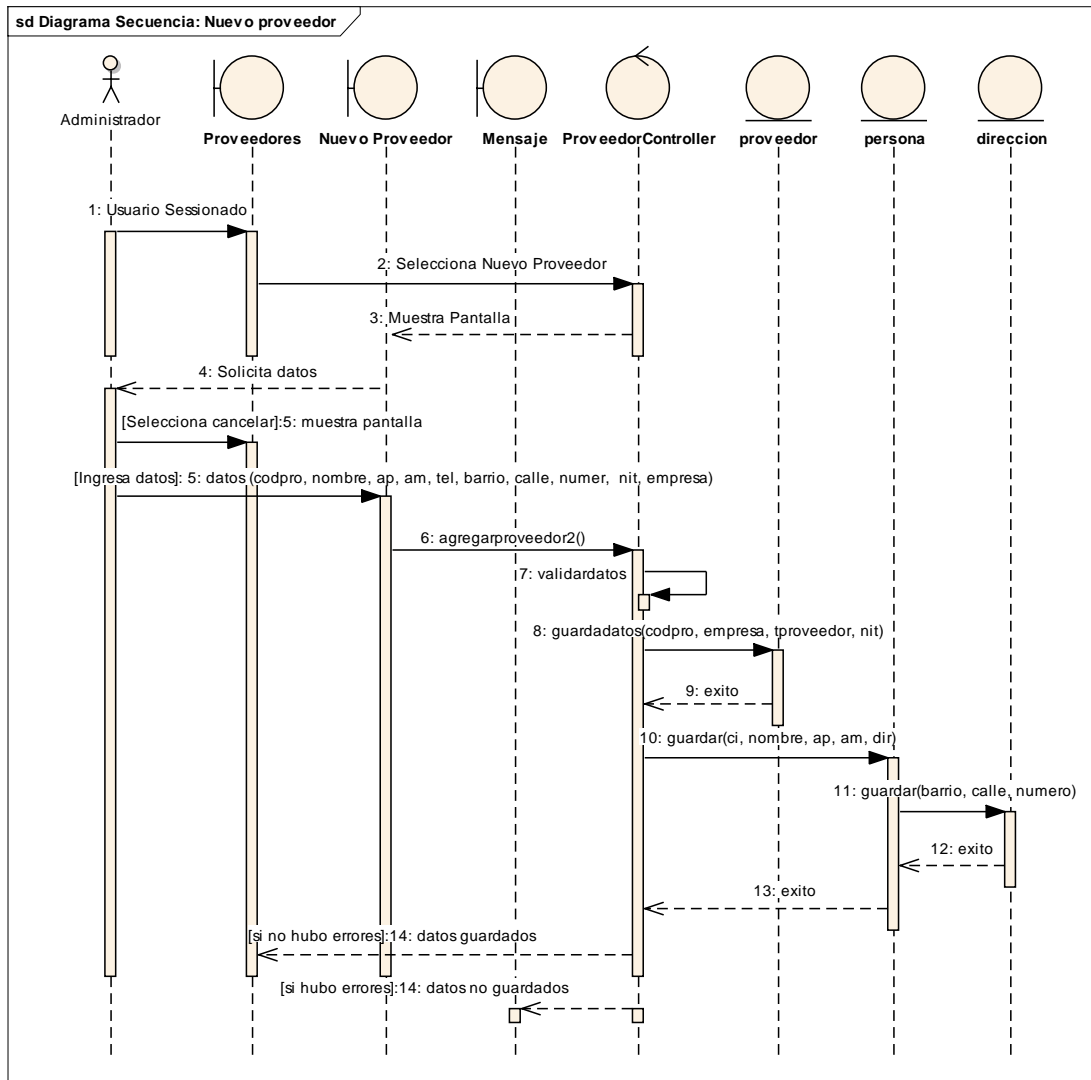 sd Diagrama Secuencia: Nuevo proveedor
Administrador
Proveedores
Nuevo Proveedor
Mensaje
ProveedorController
proveedor
persona
direccion
1: Usuario Sessionado
2: Selecciona Nuevo Proveedor
3: Muestra Pantalla
4: Solicita datos
[Selecciona cancelar]:5: muestra pantalla
[Ingresa datos]: 5: datos (codpro, nombre, ap, am, tel, barrio, calle, numer, nit, empresa)
6: agregarproveedor2()
7: validardatos
8: guardadatos(codpro, empresa, tproveedor, nit)
9: exito
10: guardar(ci, nombre, ap, am, dir)
11: guardar(barrio, calle, numero)
12: exito
13: exito
[si no hubo errores]:14: datos guardados
[si hubo errores]:14: datos no guardados